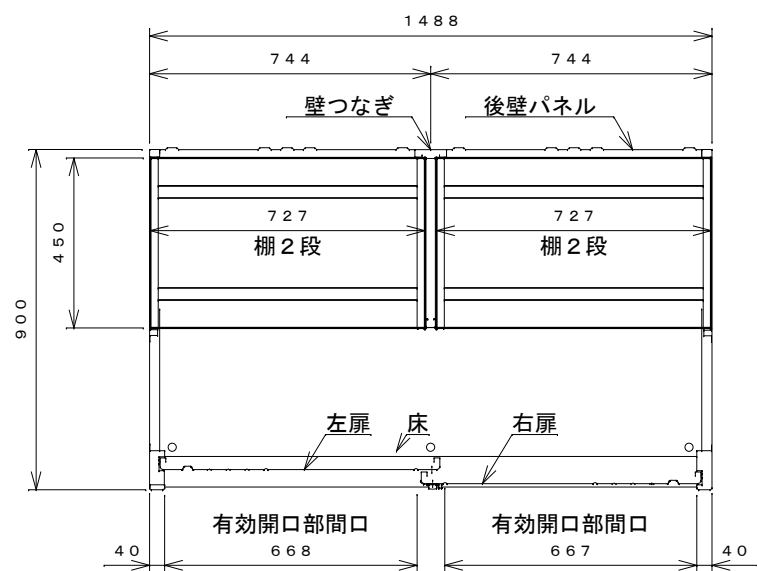 1488
744 744
壁つなぎ 後壁パネル
727 727
棚2段 棚2段
450
900
左扉 床 右扉
有効開口部間口 有効開口部間口
40 668 667 40